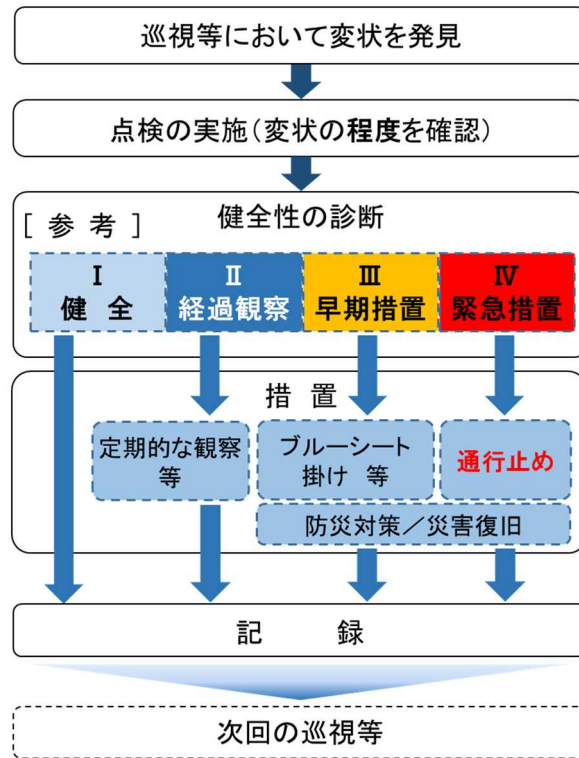 巡視等において変状を発見
点検の実施(変状の程度を確認)
健全性の診断
[ 参 考 ]
Ⅰ
健 全
Ⅱ
経過観察
Ⅲ
早期措置
Ⅳ
緊急措置
措 置
定期的な観察
等
ブルーシート
掛け 等
通行止め
防災対策／災害復旧
記 録
次回の巡視等